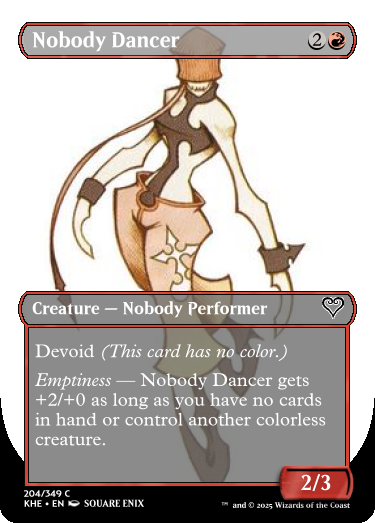 Nobody Dancer 2
Creature — Nobody Performer
Devoid (This card has no color.)
Emptiness — Nobody Dancer gets
+2/+0 as long as you have no cards
in hand or control another colorless
creature.
2/3
204/349 C
KHE • EN SQUARE ENIX
™ and © 2025 Wizards of the Coast